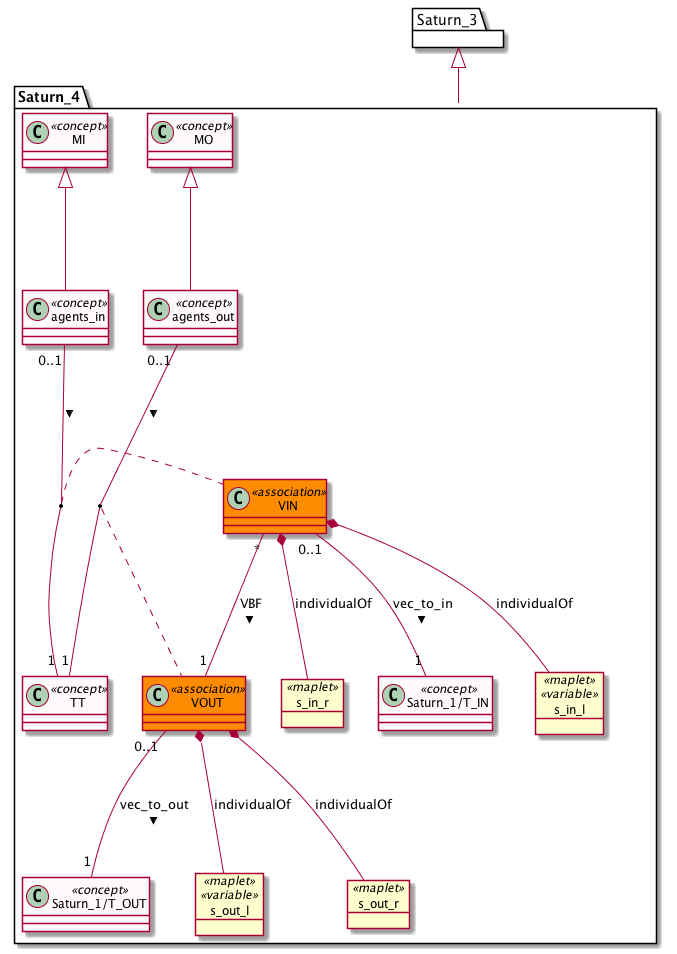 Saturn_3
Saturn_4
C «concept» MI
C «concept» MO
C «concept» agents_in
C «concept» agents_out
0..1
0..1
C «association» VIN
*
0..1
VBF
individualOf
vec_to_in
individualOf
1
1
1
1
C «concept» TT
C «association» VOUT
«maplet»
s_in_r
C «concept» Saturn_1/T_IN
«maplet»
«variable»
s_in_l
0..1
vec_to_out
individualOf
individualOf
1
C «concept» Saturn_1/T_OUT
«maplet»
«variable»
s_out_l
«maplet»
s_out_r